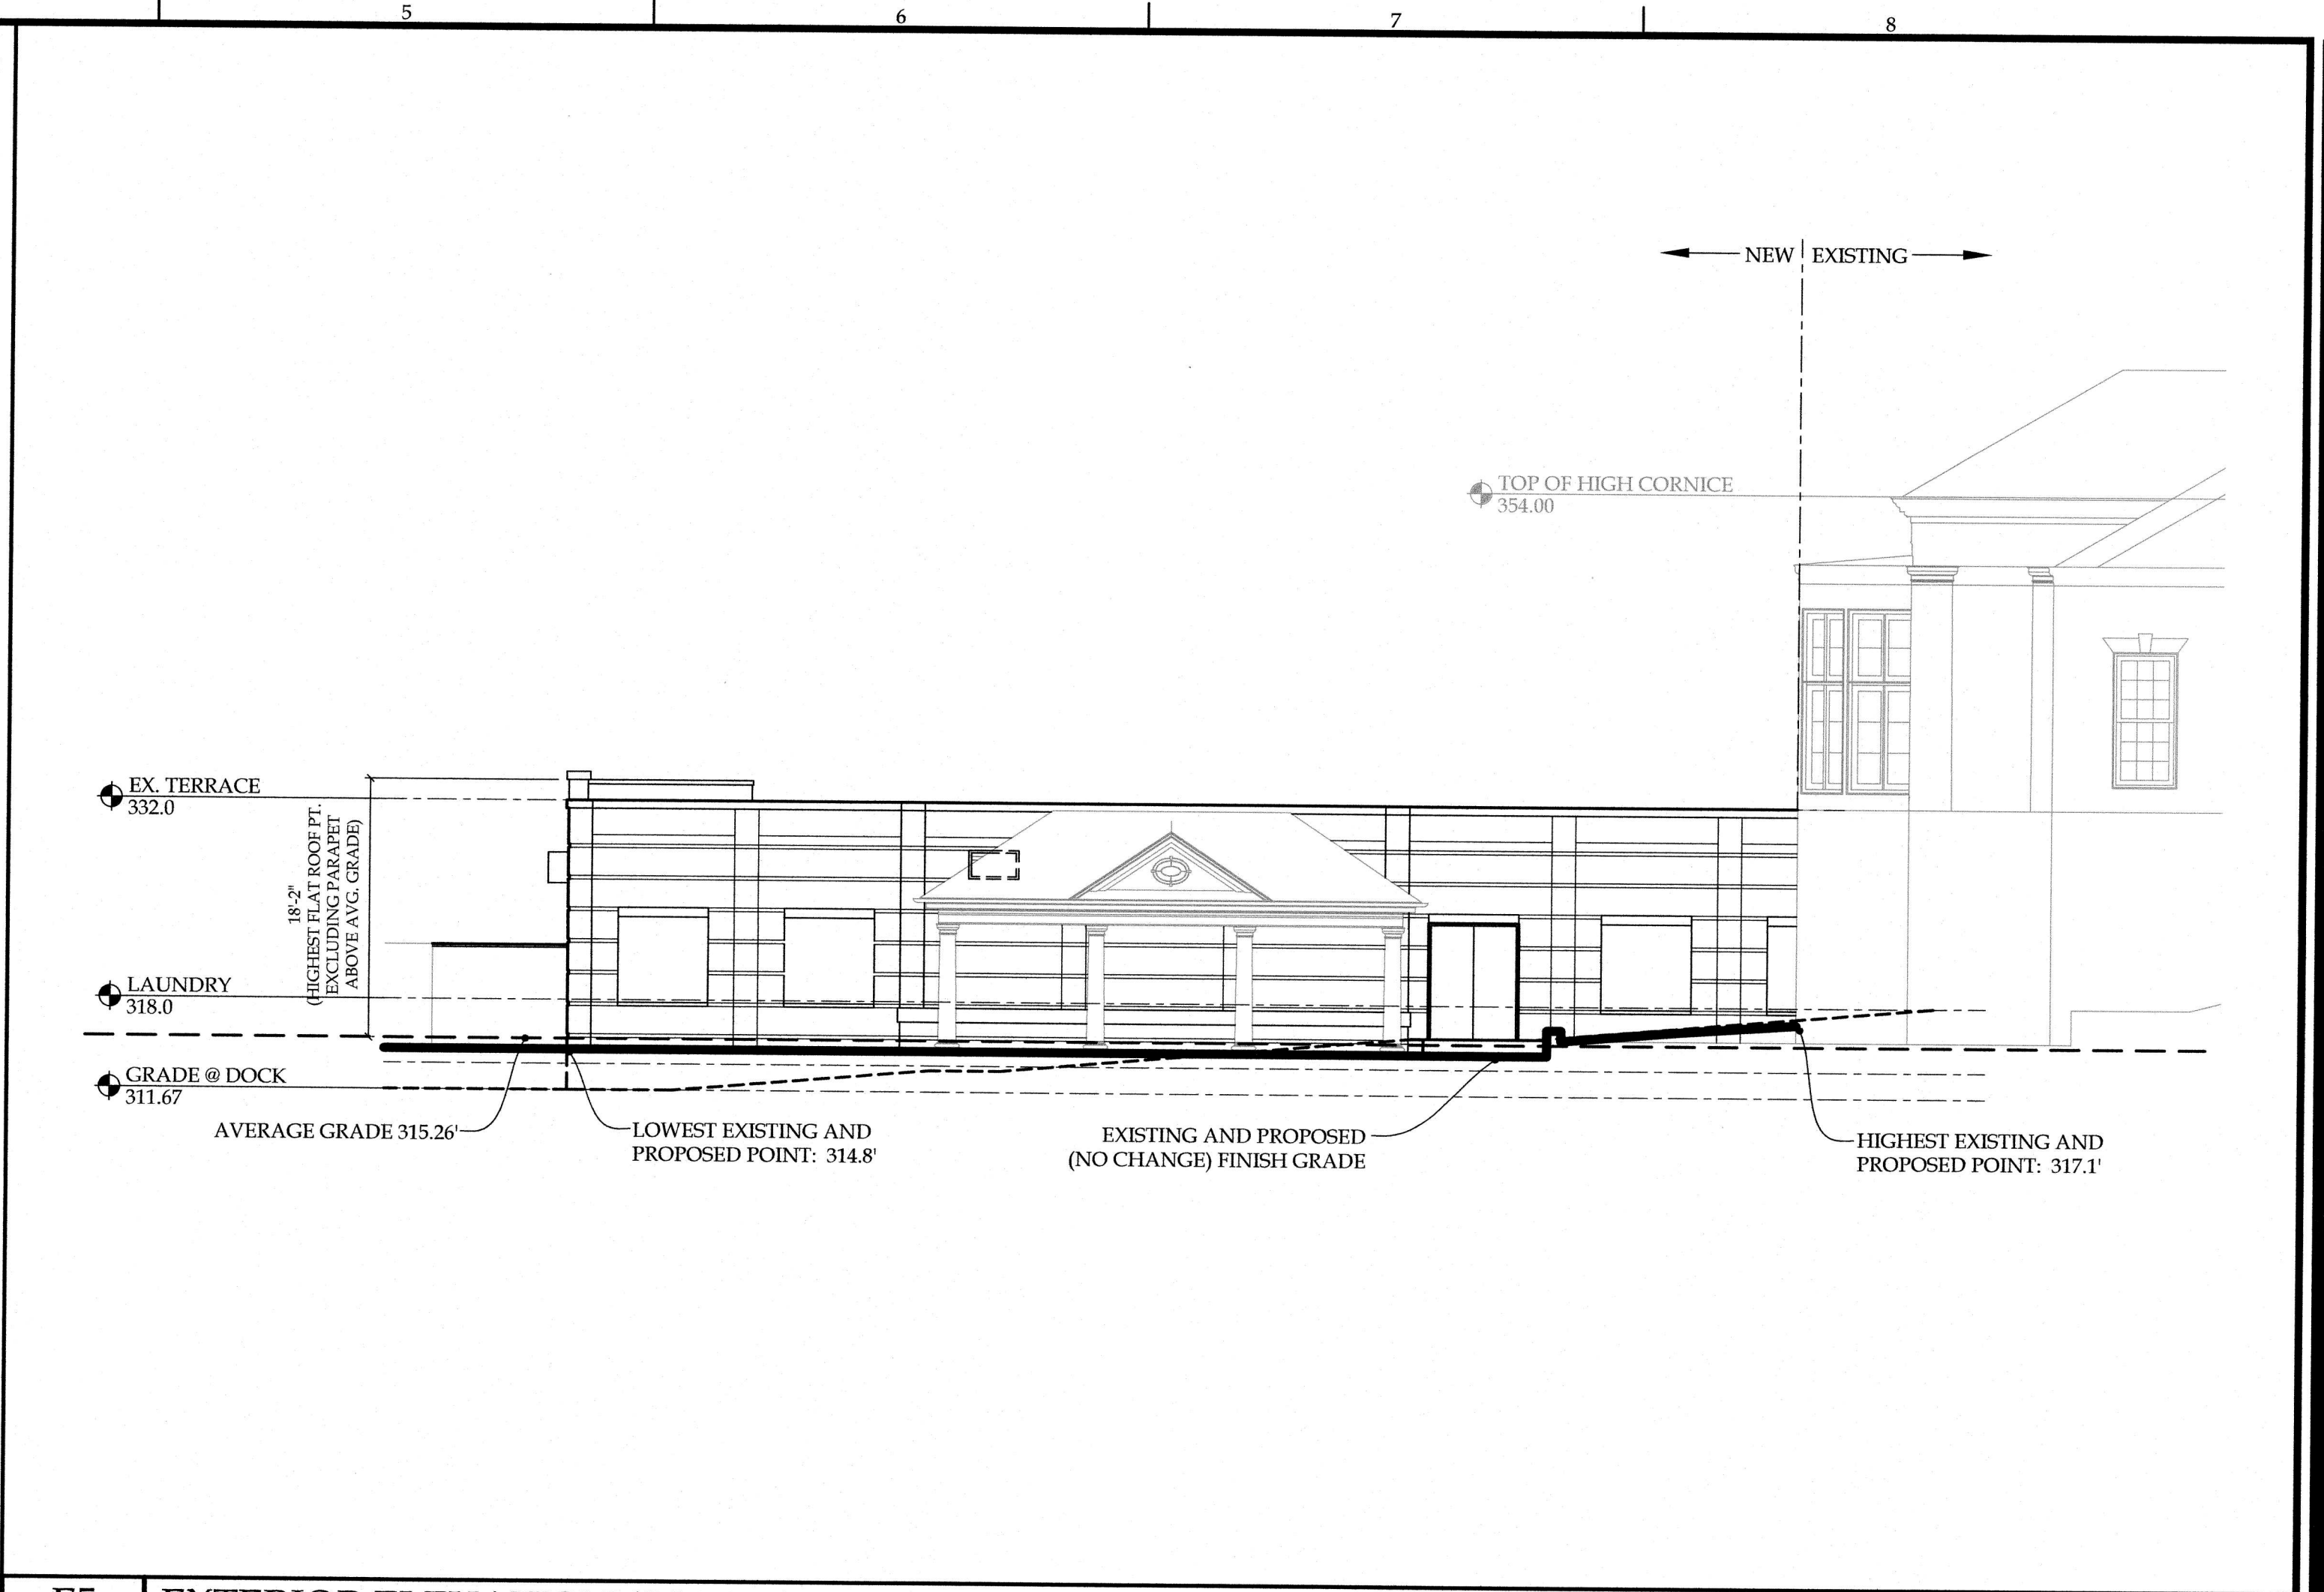 5
6
7
8
NEW
EXISTING
TOP OF HIGH CORNICE
354.00
EX. TERRACE
332.0
18'-2"
(HIGHEST FLAT ROOF PT.
EXCLUDING PARAPET
ABOVE AVG. GRADE)
LAUNDRY
318.0
GRADE @ DOCK
311.67
AVERAGE GRADE 315.26'
LOWEST EXISTING AND
PROPOSED POINT: 314.8'
EXISTING AND PROPOSED
(NO CHANGE) FINISH GRADE
HIGHEST EXISTING AND
PROPOSED POINT: 317.1'